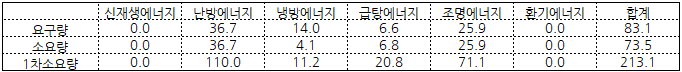 신재생에너지 난방에너지 냉방에너지 급탕에너지 조명에너지 환기에너지 합계
요구량 0.0 36.7 14.0 6.6 25.9 0.0 83.1
소요량 0.0 36.7 4.1 6.8 25.9 0.0 73.5
1차소요량 0.0 110.0 11.2 20.8 71.1 0.0 213.1